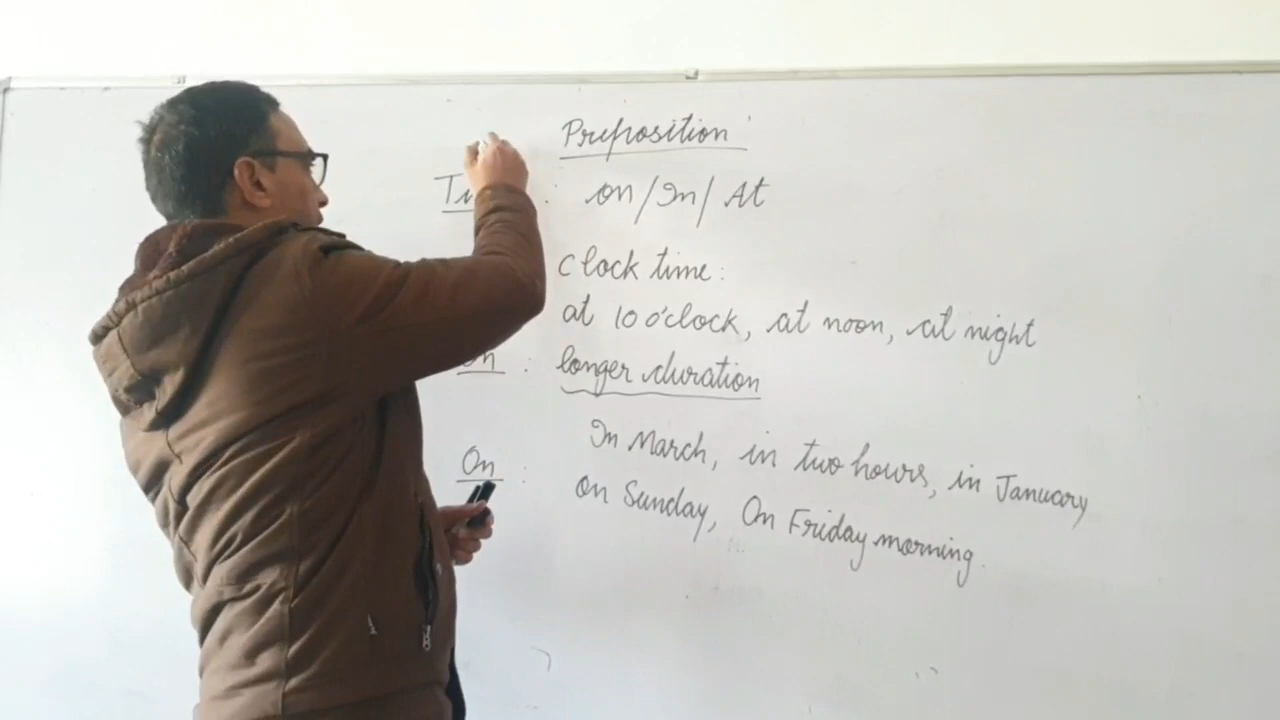 Preposition
: on/In/At
clock time:
at 10 o'clock, at noon, at night
: longer duration
In March, in two hours, in January
On :
on Sunday, On Friday morning.